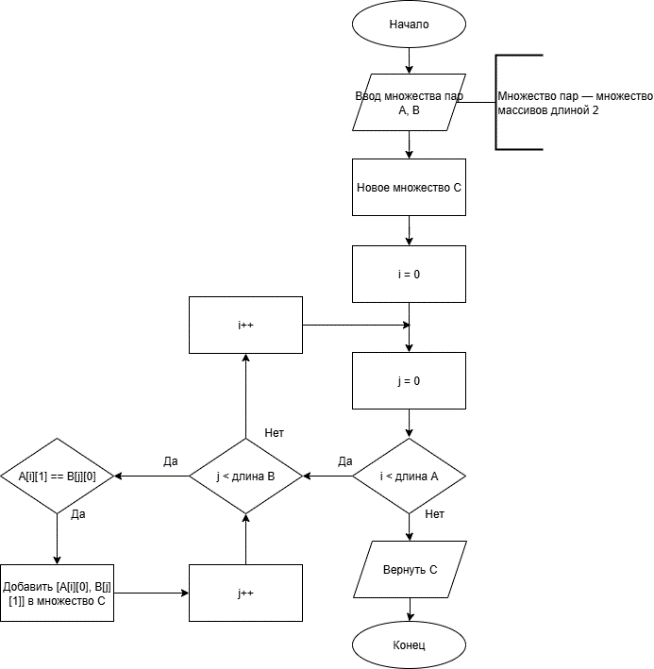 Начало
Ввод множества пар
A, B
Множество пар — множество
массивов длиной 2
Новое множество C
i = 0
i++
j = 0
Нет
Да
Да
A[i][1] == B[j][0]
j < длина B
i < длина A
Да
Нет
Добавить [A[i][0], B[j]
[1]] в множество C
j++
Вернуть C
Конец